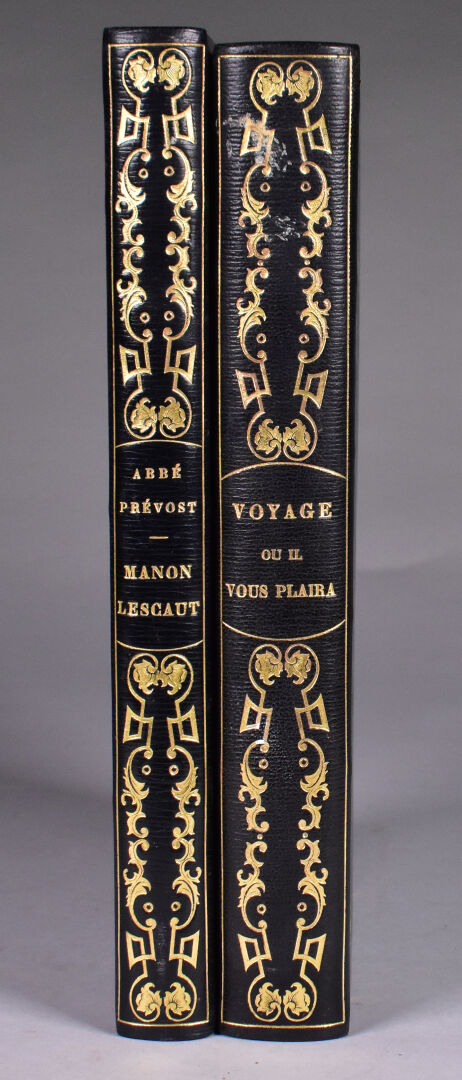 ABBÉ
PRÉVOST
—
MANON
LESCAUT
VOYAGE
OU IL
VOUS PLAIRA